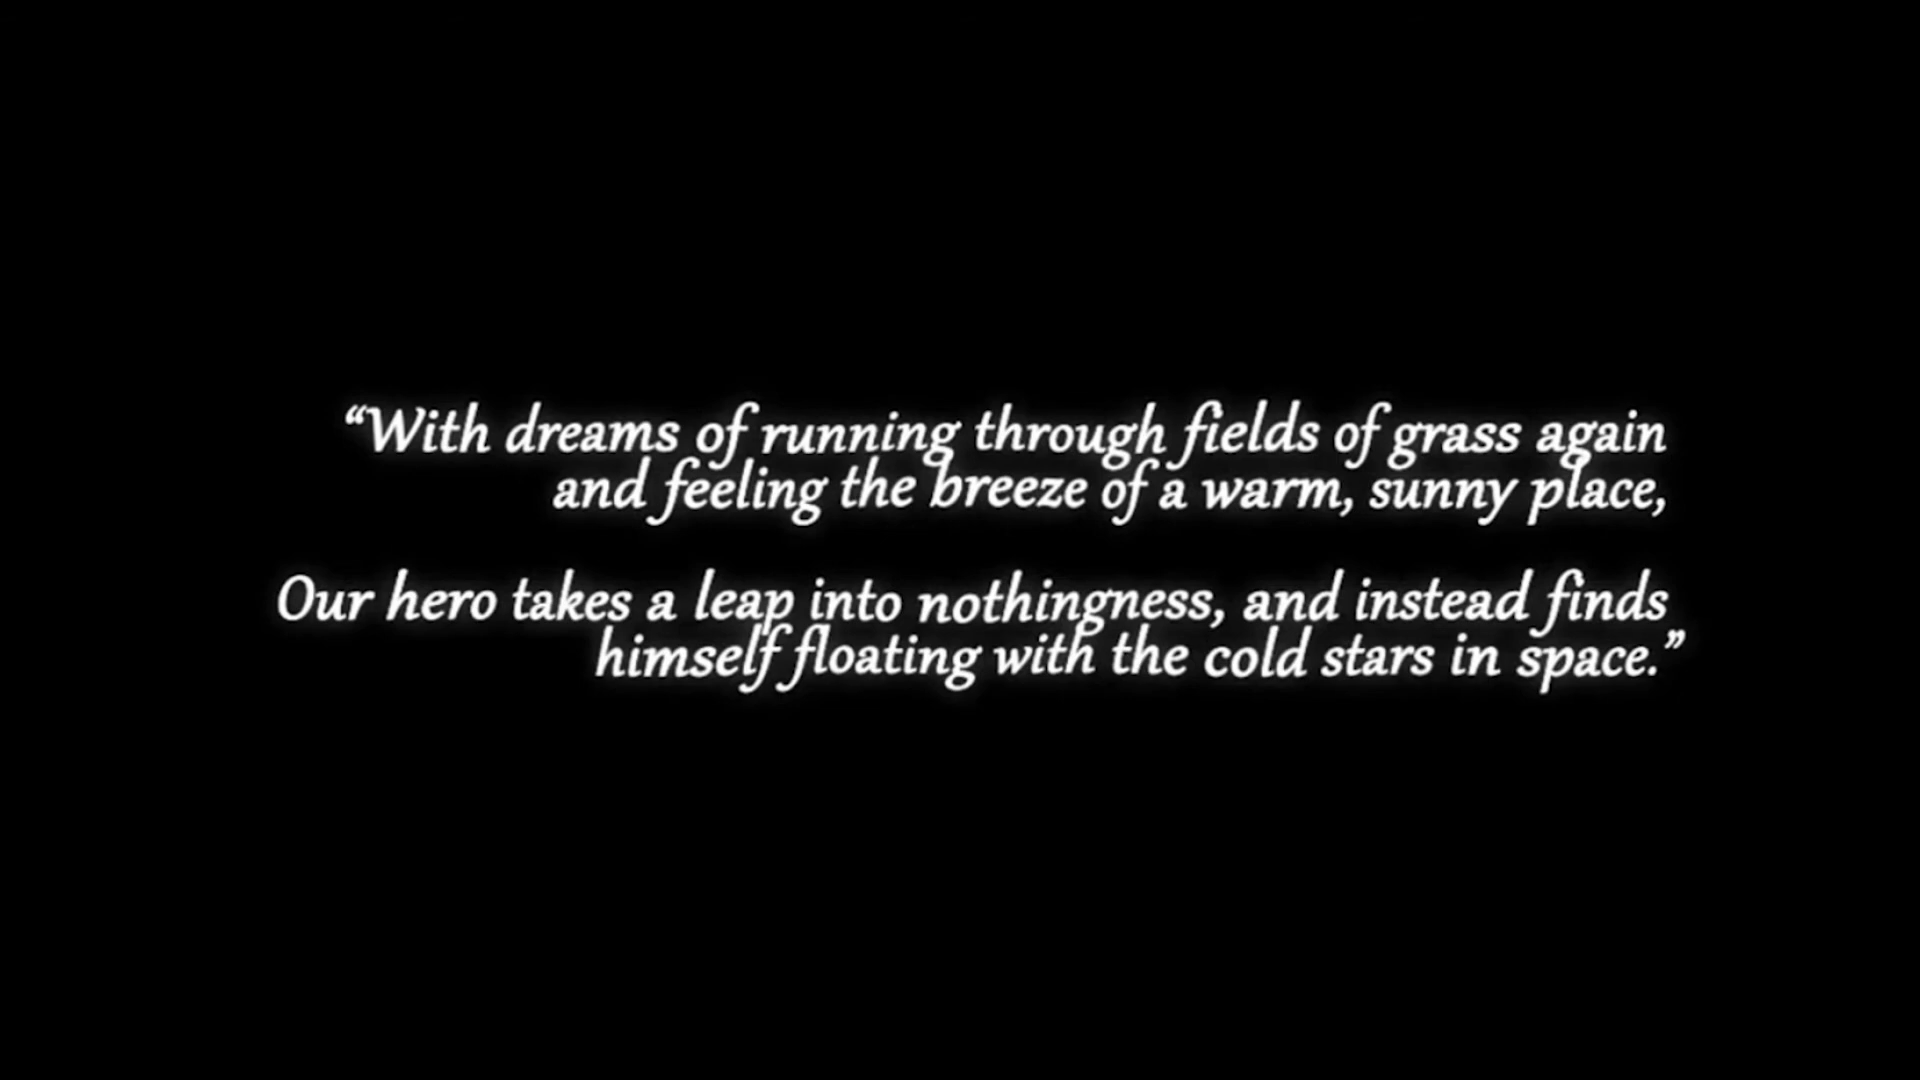 “With dreams of running through fields of grass again
and feeling the breeze of a warm, sunny place,
Our hero takes a leap into nothingness, and instead finds
himself floating with the cold stars in space.”